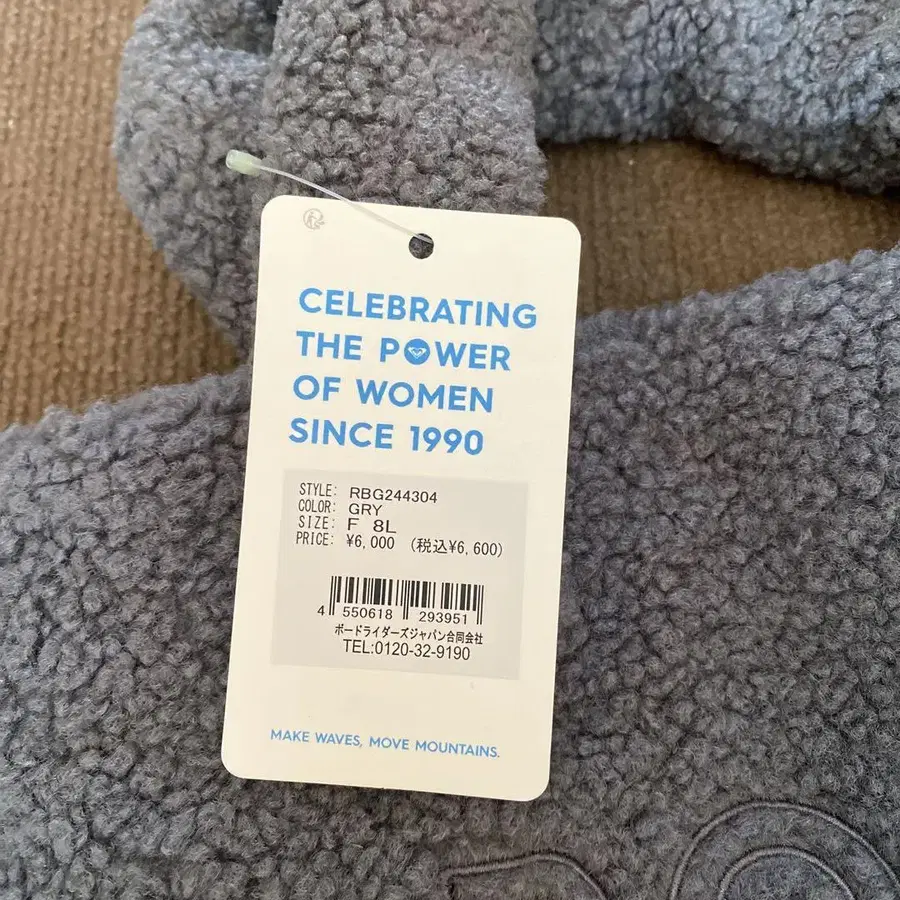 CELEBRATING
THE POWER
OF WOMEN
SINCE 1990
STYLE: RBG244304
COLOR: GRY
SIZE: F 8L
PRICE: ¥6,000 (税込¥6,600)
4 550618 293951
ボードライダーズジャパン合同会社
TEL:0120-32-9190
MAKE WAVES, MOVE MOUNTAINS.